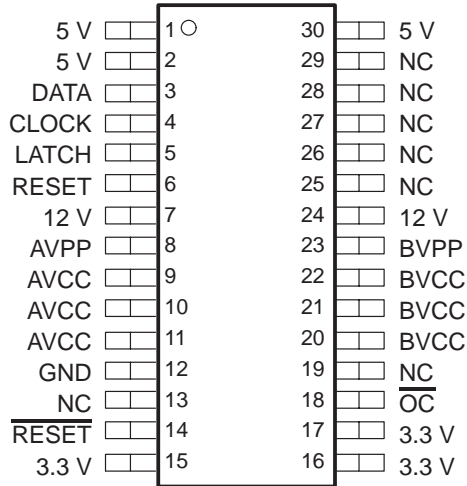 5 V 1 30 5 V
5 V 2 29 NC
DATA 3 28 NC
CLOCK 4 27 NC
LATCH 5 26 NC
RESET 6 25 NC
12 V 7 24 12 V
AVPP 8 23 BVPP
AVCC 9 22 BVCC
AVCC 10 21 BVCC
AVCC 11 20 BVCC
GND 12 19 NC
NC 13 18 O̅C̅
R̅E̅S̅E̅T̅ 14 17 3.3 V
3.3 V 15 16 3.3 V